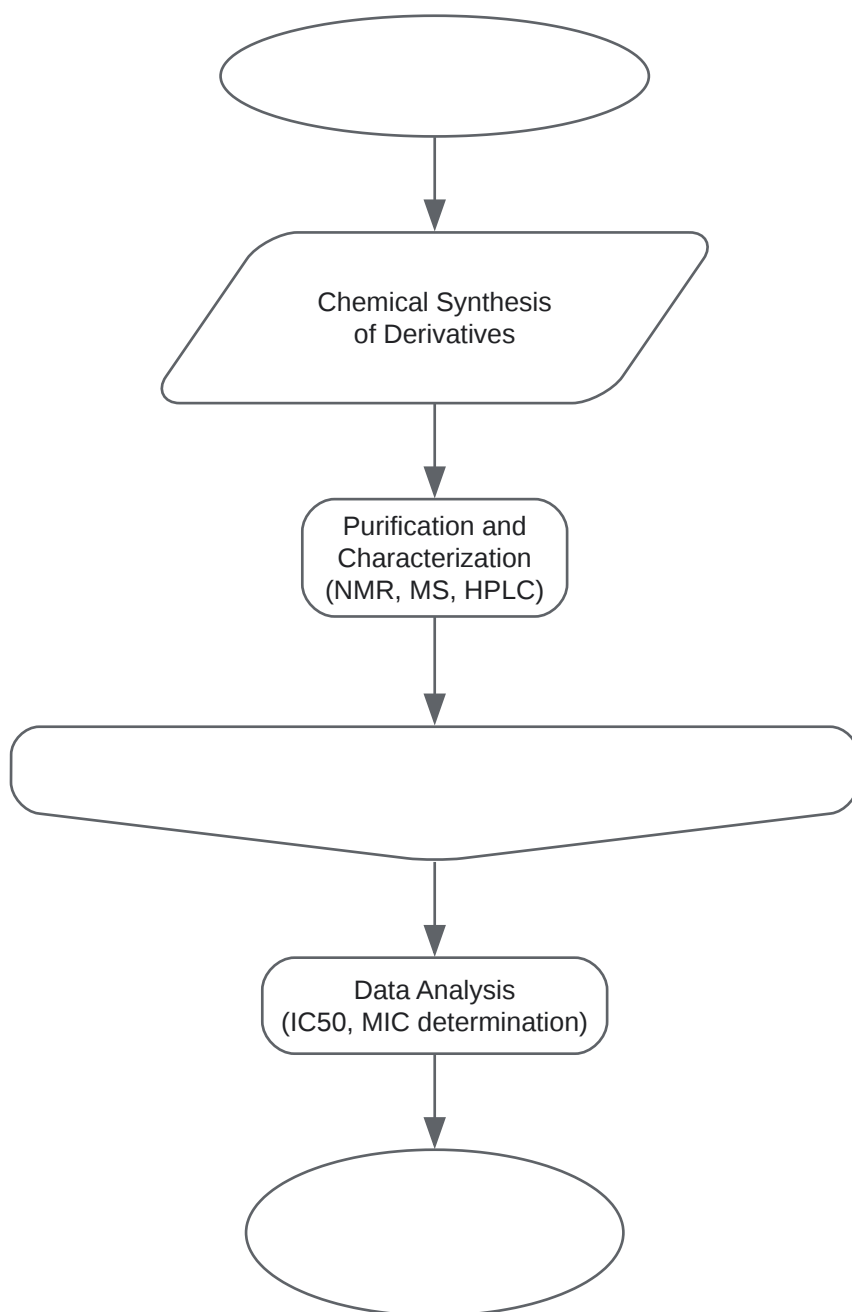 Chemical Synthesis
of Derivatives
Purification and
Characterization
(NMR, MS, HPLC)
Data Analysis
(IC50, MIC determination)